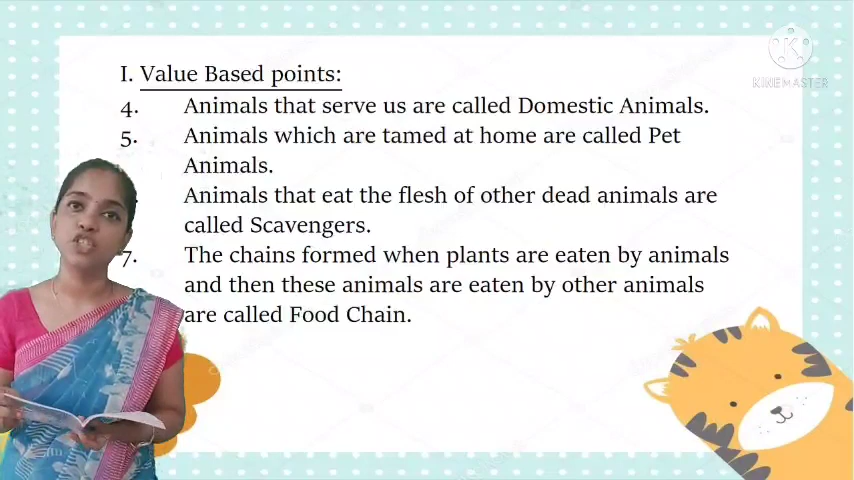 I. Value Based points:
4. Animals that serve us are called Domestic Animals.
5. Animals which are tamed at home are called Pet
Animals.
Animals that eat the flesh of other dead animals are
called Scavengers.
7. The chains formed when plants are eaten by animals
and then these animals are eaten by other animals
are called Food Chain.
K
KINEMASTER